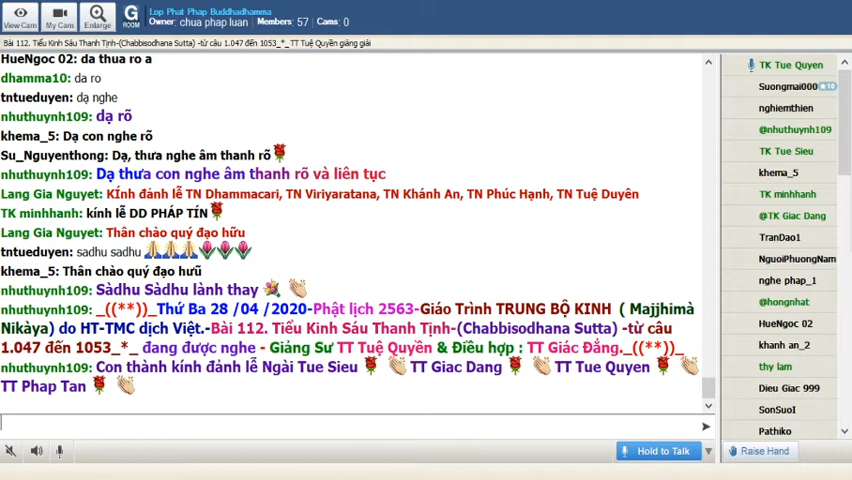 View Cam
My Cam
Enlarge
G ROOM
Lop Phat Phap Buddhadhamma
Owner: chua phap luan Members: 57 Cams: 0
Bài 112. Tiểu Kinh Sáu Thanh Tịnh-(Chabbisodhana Sutta) -từ câu 1.047 đến 1053_*_ TT Tuệ Quyền giảng giải
HueNgoc 02: da thua ro a
dhamma10: da ro
tntueduyen: dạ nghe
nhuthuynh109: dạ rõ
khema_5: Dạ con nghe rõ
Su_Nguyenthong: Dạ, thưa nghe âm thanh rõ
nhuthuynh109: Dạ thưa con nghe âm thanh rõ và liên tục
Lang Gia Nguyet: KÍnh đảnh lễ TN Dhammacari, TN Viriyaratana, TN Khánh An, TN Phúc Hạnh, TN Tuệ Duyên
TK minhhanh: kính lễ DD PHÁP TÍN
Lang Gia Nguyet: Thân chào quý đạo hữu
tntueduyen: sadhu sadhu
khema_5: Thân chào quý đạo hưũ
nhuthuynh109: Sàdhu Sàdhu lành thay
nhuthuynh109: _((**))_Thứ Ba 28 /04 /2020-Phật lịch 2563-Giáo Trình TRUNG BỘ KINH ( Majjhimà
Nikàya) do HT-TMC dịch Việt.-Bài 112. Tiểu Kinh Sáu Thanh Tịnh-(Chabbisodhana Sutta) -từ câu
1.047 đến 1053_*_ đang được nghe - Giảng Sư TT Tuệ Quyền & Điều hợp : TT Giác Đẳng._((**))_
nhuthuynh109: Con thành kính đảnh lễ Ngài Tue Sieu TT Giac Dang TT Tue Quyen
TT Phap Tan
Hold to Talk
TK Tue Quyen
Suongmai000 10
nghiemthien
@nhuthuynh109
TK Tue Sieu
khema_5
TK minhhanh
@TK Giac Dang
TranDao1
NguoiPhuongNam
nghe phap_1
@hongnhat
HueNgoc 02
khanh an_2
thy lam
Dieu Giac 999
SonSuoI
Pathiko
Raise Hand